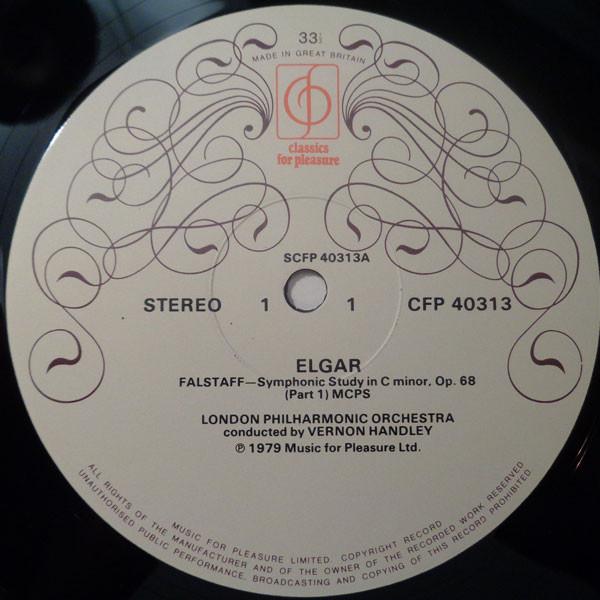 33⅓
MADE IN GREAT BRITAIN
classics
for pleasure
SCFP 40313A
STEREO 1 1 CFP 40313
ELGAR
FALSTAFF—Symphonic Study in C minor, Op. 68
(Part 1) MCPS
LONDON PHILHARMONIC ORCHESTRA
conducted by VERNON HANDLEY
℗ 1979 Music for Pleasure Ltd.
MUSIC FOR PLEASURE LIMITED. COPYRIGHT RECORD
ALL RIGHTS OF THE MANUFACTURER AND OF THE OWNER OF THE RECORDED WORK RESERVED
UNAUTHORISED PUBLIC PERFORMANCE, BROADCASTING AND COPYING OF THIS RECORD PROHIBITED